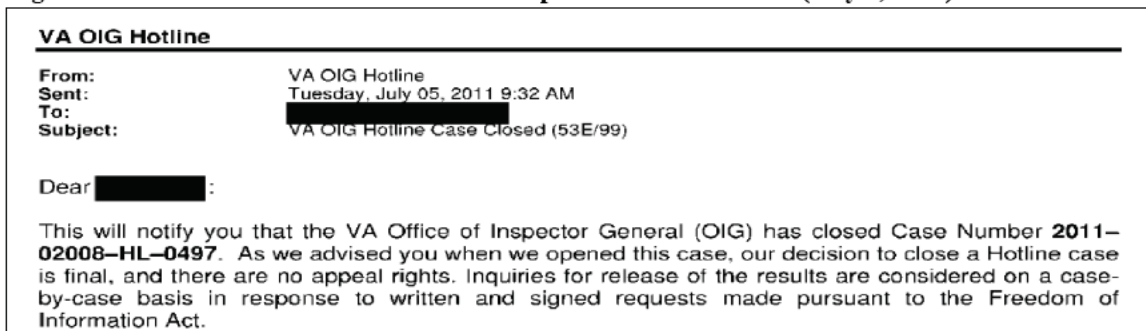 VA OIG Hotline
From: VA OIG Hotline
Sent: Tuesday, July 05, 2011 9:32 AM
To:
Subject: VA OIG Hotline Case Closed (53E/99)
Dear :
This will notify you that the VA Office of Inspector General (OIG) has closed Case Number 2011–
02008–HL–0497. As we advised you when we opened this case, our decision to close a Hotline case
is final, and there are no appeal rights. Inquiries for release of the results are considered on a case-
by-case basis in response to written and signed requests made pursuant to the Freedom of
Information Act.